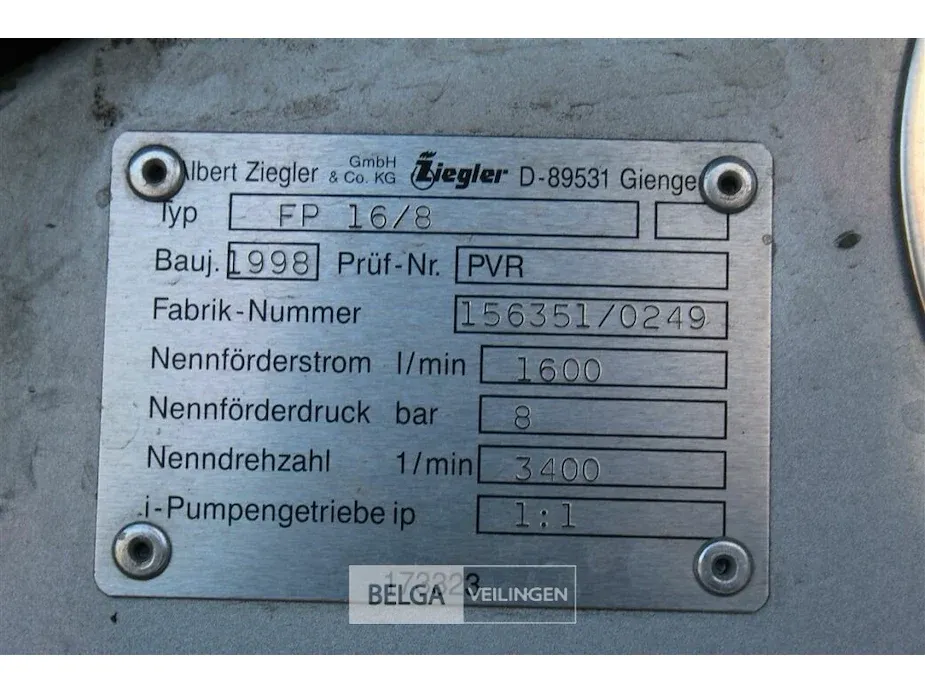 Albert Ziegler GmbH & Co. KG Ziegler D-89531 Gienge
Typ FP 16/8
Bauj. 1998 Prüf-Nr. PVR
Fabrik-Nummer 156351/0249
Nennförderstrom l/min 1600
Nennförderdruck bar 8
Nenndrehzahl 1/min 3400
i-Pumpengetriebe ip 1:1
BELGA VEILINGEN